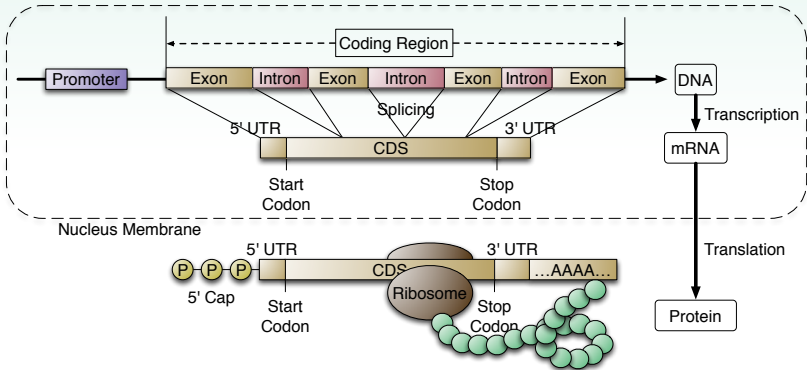 Coding Region
Promoter
Exon Intron Exon Intron Exon Intron Exon
DNA
Splicing
Transcription
5' UTR
3' UTR
CDS
mRNA
Start
Codon
Stop
Codon
Nucleus Membrane
5' UTR
3' UTR
Translation
P P P
CDS
...AAAA...
5' Cap
Ribosome
Start
Codon
Stop
Codon
Protein